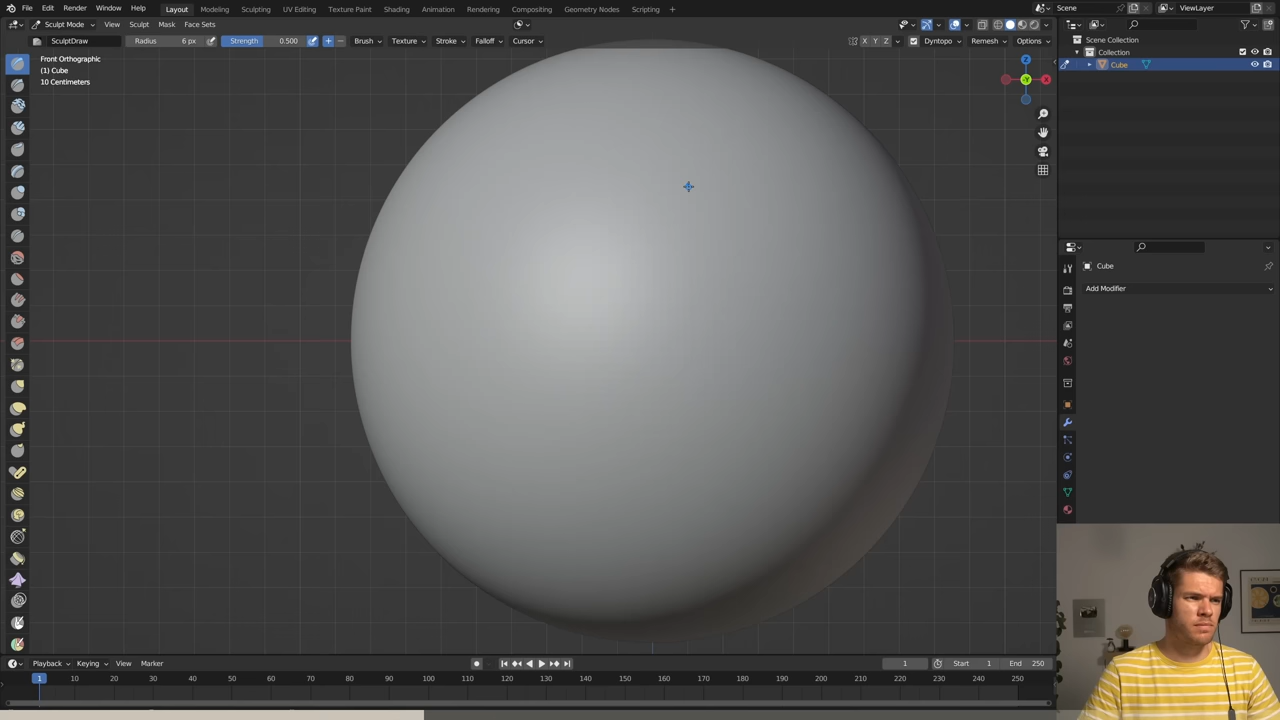 File Edit Render Window Help Layout Modeling Sculpting UV Editing Texture Paint Shading Animation Rendering Compositing Geometry Nodes Scripting + Scene ViewLayer
Sculpt Mode View Sculpt Mask Face Sets
SculptDraw Radius 6 px Strength 0.500 Brush Texture Stroke Falloff Cursor X Y Z Dyntopo Remesh Options
Front Orthographic
(1) Cube
10 Centimeters
Z
-Y
X
Scene Collection
Collection
Cube
Cube
Add Modifier
Playback Keying View Marker 1 Start 1 End 250
1 10 20 30 40 50 60 70 80 90 100 110 120 130 140 150 160 170 180 190 200 210 220 230 240 250